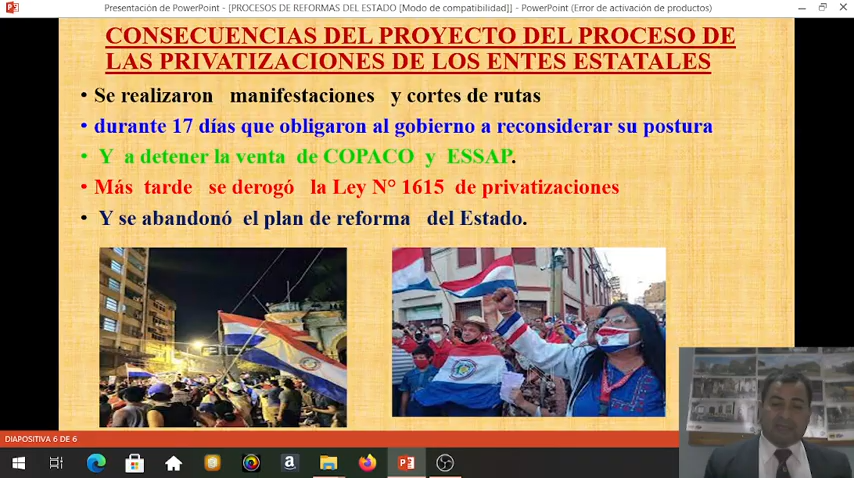 Presentación de PowerPoint - [PROCESOS DE REFORMAS DEL ESTADO [Modo de compatibilidad]] - PowerPoint (Error de activación de productos)
CONSECUENCIAS DEL PROYECTO DEL PROCESO DE
LAS PRIVATIZACIONES DE LOS ENTES ESTATALES
• Se realizaron manifestaciones y cortes de rutas
• durante 17 días que obligaron al gobierno a reconsiderar su postura
• Y a detener la venta de COPACO y ESSAP.
• Más tarde se derogó la Ley N° 1615 de privatizaciones
• Y se abandonó el plan de reforma del Estado.
DIAPOSITIVA 6 DE 6